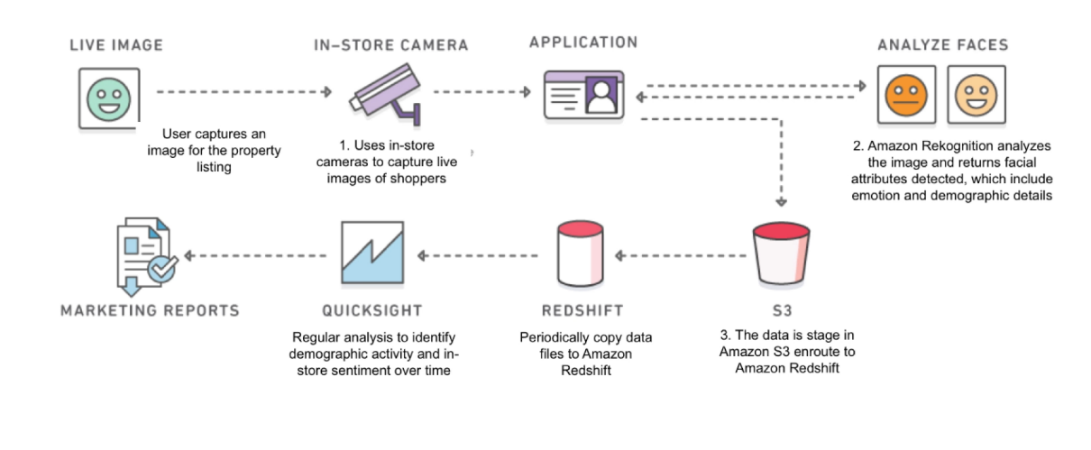 LIVE IMAGE
IN-STORE CAMERA
APPLICATION
ANALYZE FACES
User captures an
image for the property
listing
1. Uses in-store
cameras to capture live
images of shoppers
2. Amazon Rekognition analyzes
the image and returns facial
attributes detected, which include
emotion and demographic details
MARKETING REPORTS
QUICKSIGHT
REDSHIFT
S3
Regular analysis to identify
demographic activity and in-
store sentiment over time
Periodically copy data
files to Amazon
Redshift
3. The data is stage in
Amazon S3 enroute to
Amazon Redshift